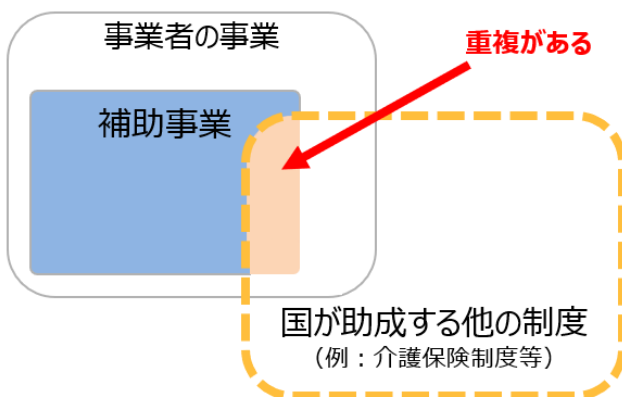 事業者の事業
重複がある
補助事業
国が助成する他の制度
（例：介護保険制度等）